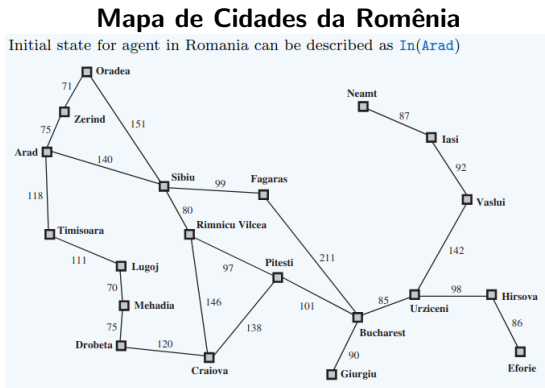 Mapa de Cidades da Romênia
Initial state for agent in Romania can be described as In(Arad)
Oradea
71
Neamt
Zerind
87
151
Iasi
75
Arad
140
92
Sibiu
Fagaras
99
118
80
Vaslui
Rimnicu Vilcea
Timisoara
111
211
142
Lugoj
97
Pitesti
70
98
Hirsova
146
101
85
Mehadia
Urziceni
138
86
75
Bucharest
Drobeta
120
90
Craiova
Eforie
Giurgiu